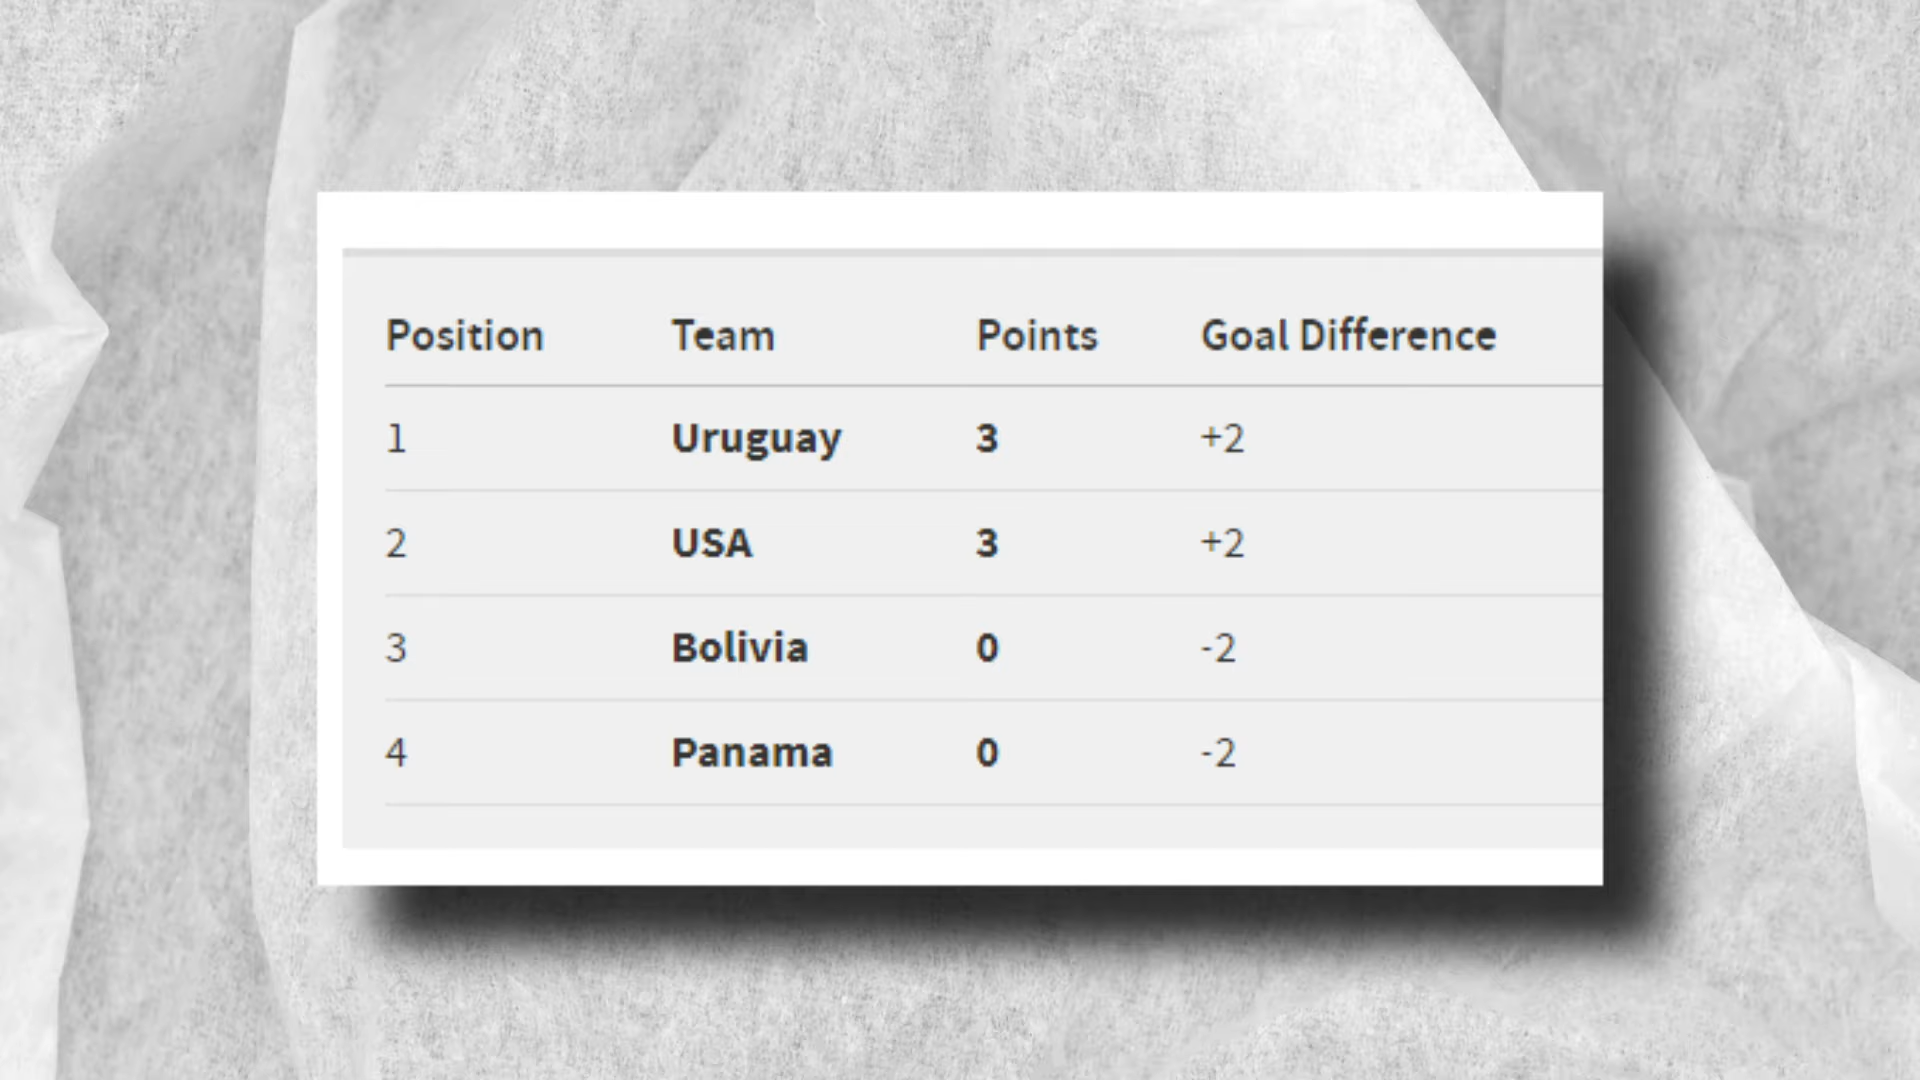 Position Team Points Goal Difference
1 Uruguay 3 +2
2 USA 3 +2
3 Bolivia 0 -2
4 Panama 0 -2